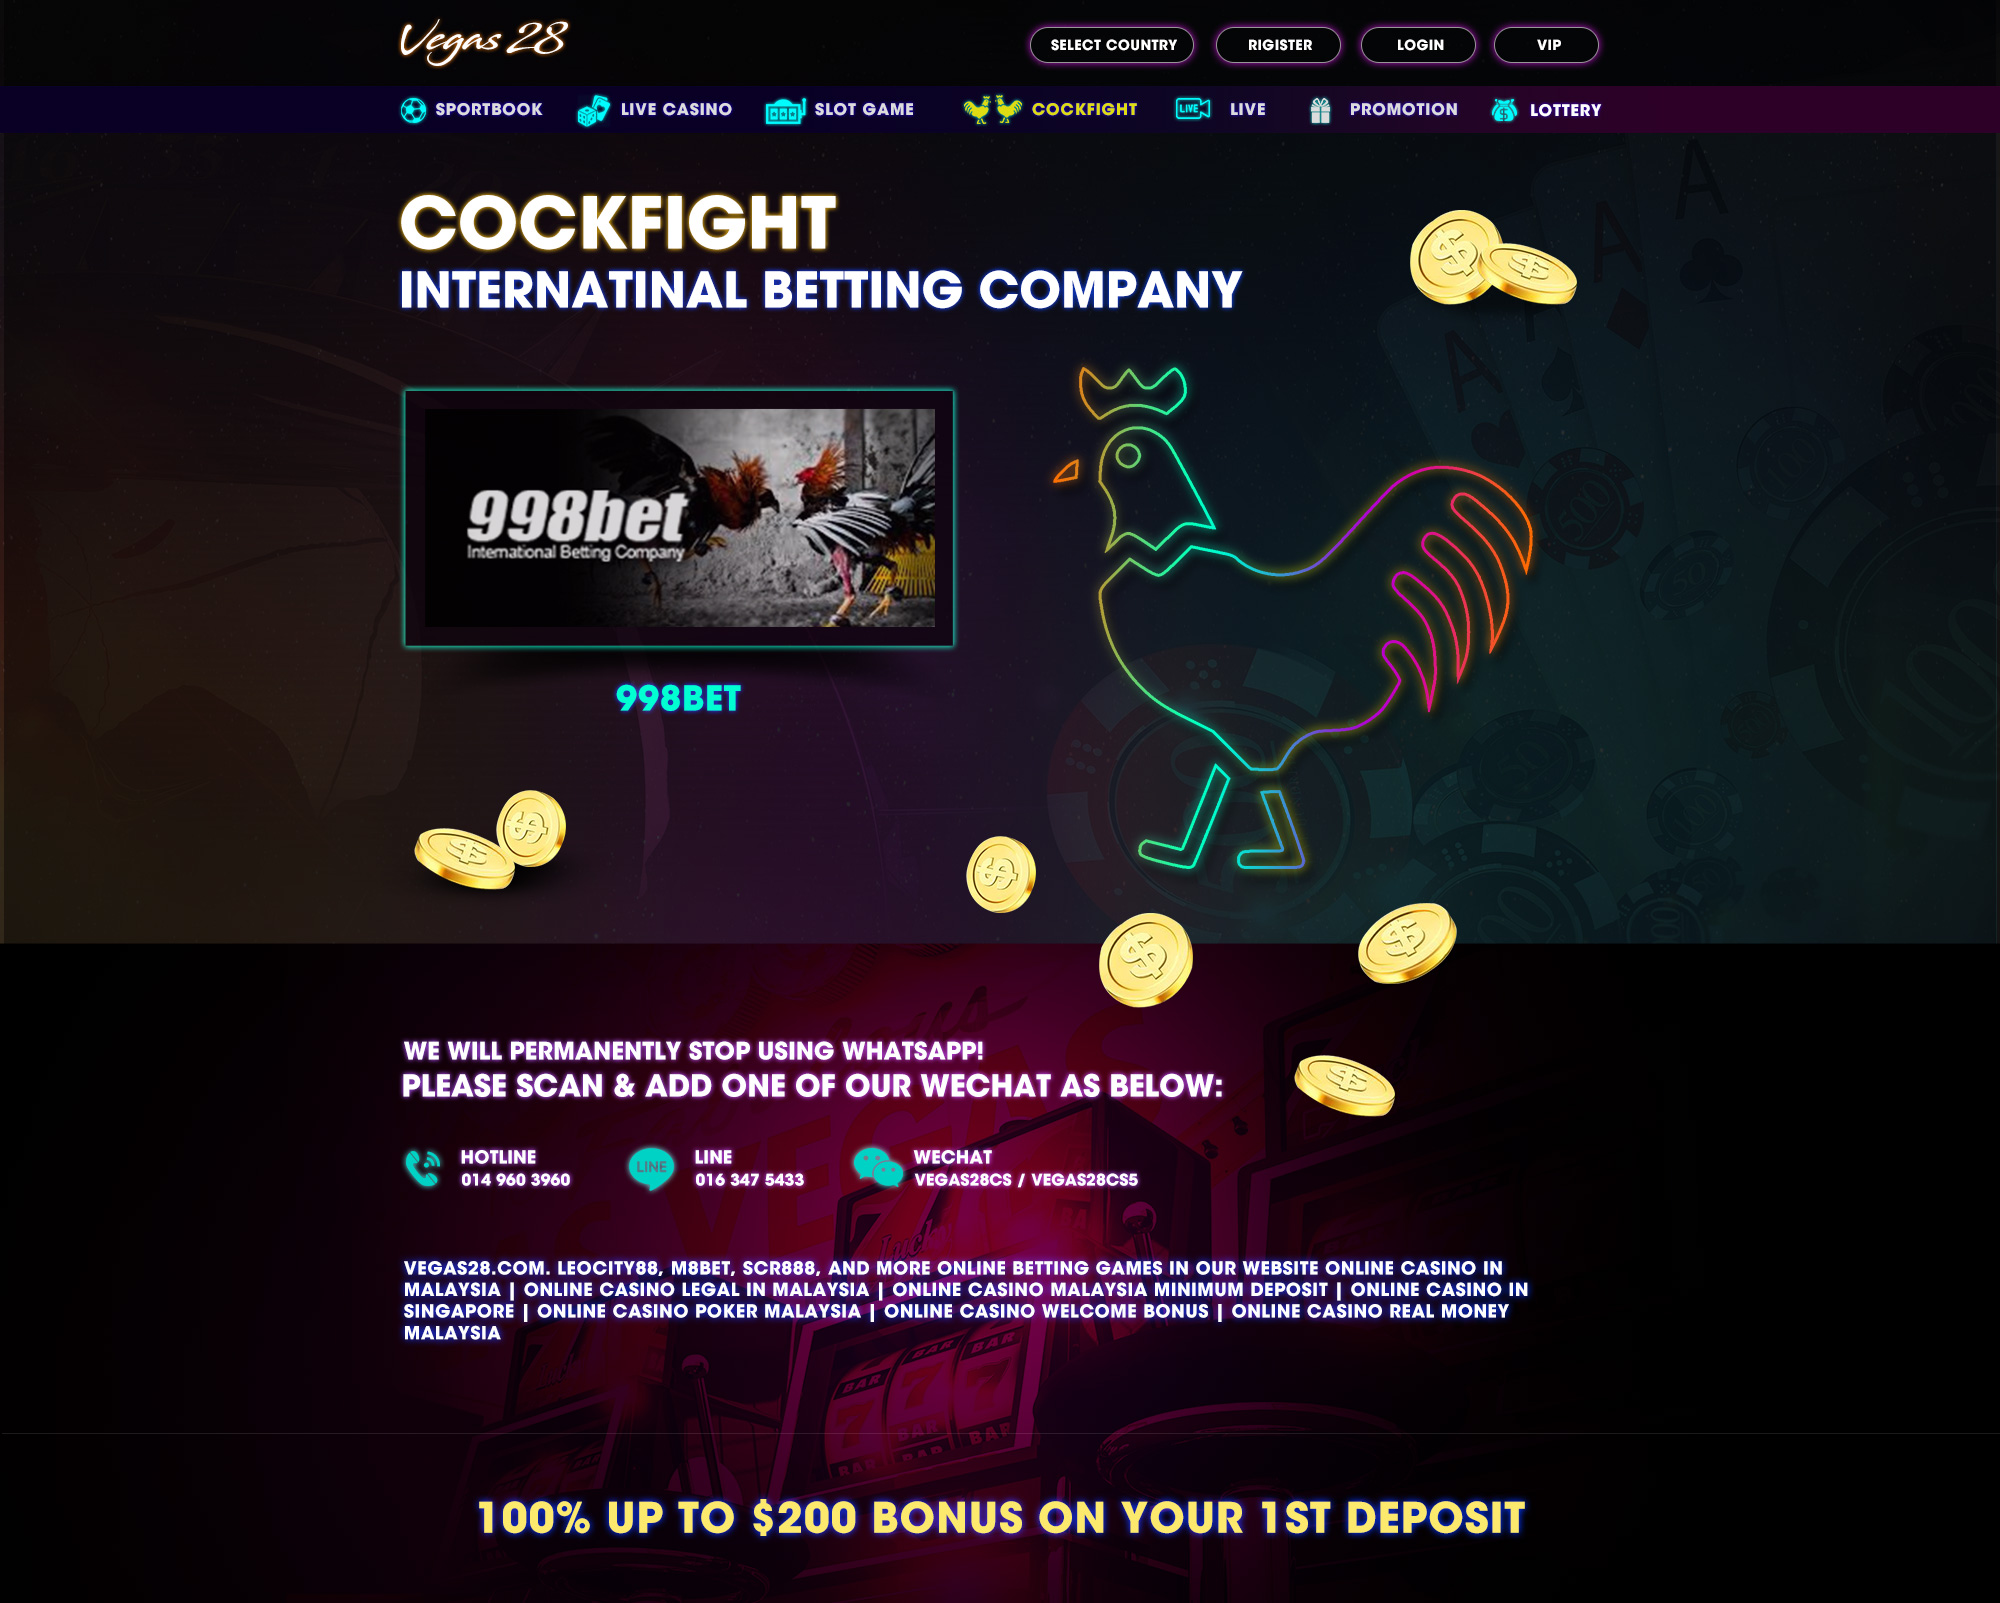 Vegas 28
SELECT COUNTRY
RIGISTER
LOGIN
VIP
SPORTBOOK
LIVE CASINO
SLOT GAME
COCKFIGHT
LIVE
LIVE
PROMOTION
LOTTERY
COCKFIGHT
INTERNATINAL BETTING COMPANY
998bet
International Betting Company
998BET
WE WILL PERMANENTLY STOP USING WHATSAPP!
PLEASE SCAN & ADD ONE OF OUR WECHAT AS BELOW:
HOTLINE
014 960 3960
LINE
LINE
016 347 5433
WECHAT
VEGAS28CS / VEGAS28CS5
VEGAS28.COM. LEOCITY88, M8BET, SCR888, AND MORE ONLINE BETTING GAMES IN OUR WEBSITE ONLINE CASINO IN
MALAYSIA | ONLINE CASINO LEGAL IN MALAYSIA | ONLINE CASINO MALAYSIA MINIMUM DEPOSIT | ONLINE CASINO IN
SINGAPORE | ONLINE CASINO POKER MALAYSIA | ONLINE CASINO WELCOME BONUS | ONLINE CASINO REAL MONEY
MALAYSIA
100% UP TO $200 BONUS ON YOUR 1ST DEPOSIT